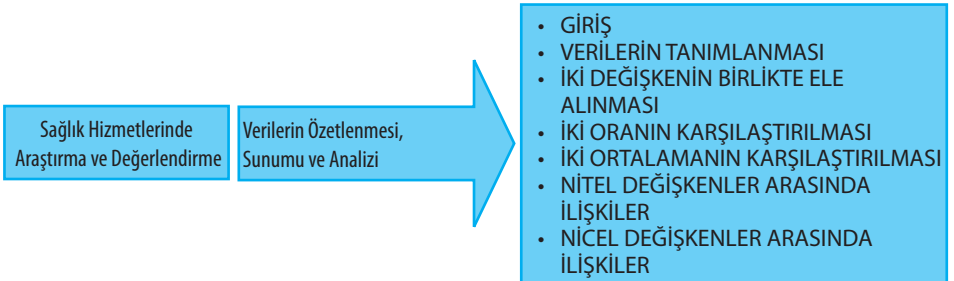 Sağlık Hizmetlerinde
Araştırma ve Değerlendirme
Verilerin Özetlenmesi,
Sunumu ve Analizi
• GİRİŞ
• VERİLERİN TANIMLANMASI
• İKİ DEĞİŞKENİN BİRLİKTE ELE
ALINMASI
• İKİ ORANIN KARŞILAŞTIRILMASI
• İKİ ORTALAMANIN KARŞILAŞTIRILMASI
• NİTEL DEĞİŞKENLER ARASINDA
İLİŞKİLER
• NİCEL DEĞİŞKENLER ARASINDA
İLİŞKİLER